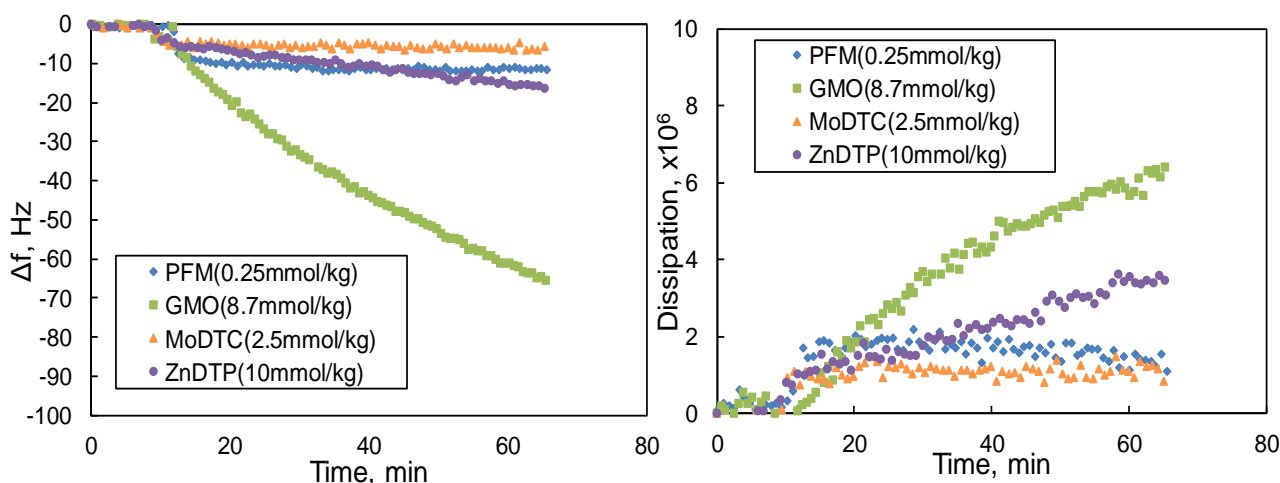 0
-10
-20
-30
-40
-50
-60
-70
-80
-90
-100
Δf, Hz
PFM(0.25mmol/kg)
GMO(8.7mmol/kg)
MoDTC(2.5mmol/kg)
ZnDTP(10mmol/kg)
0 20 40 60 80
Time, min
10
8
6
4
2
0
Dissipation, x10⁶
PFM(0.25mmol/kg)
GMO(8.7mmol/kg)
MoDTC(2.5mmol/kg)
ZnDTP(10mmol/kg)
0 20 40 60 80
Time, min